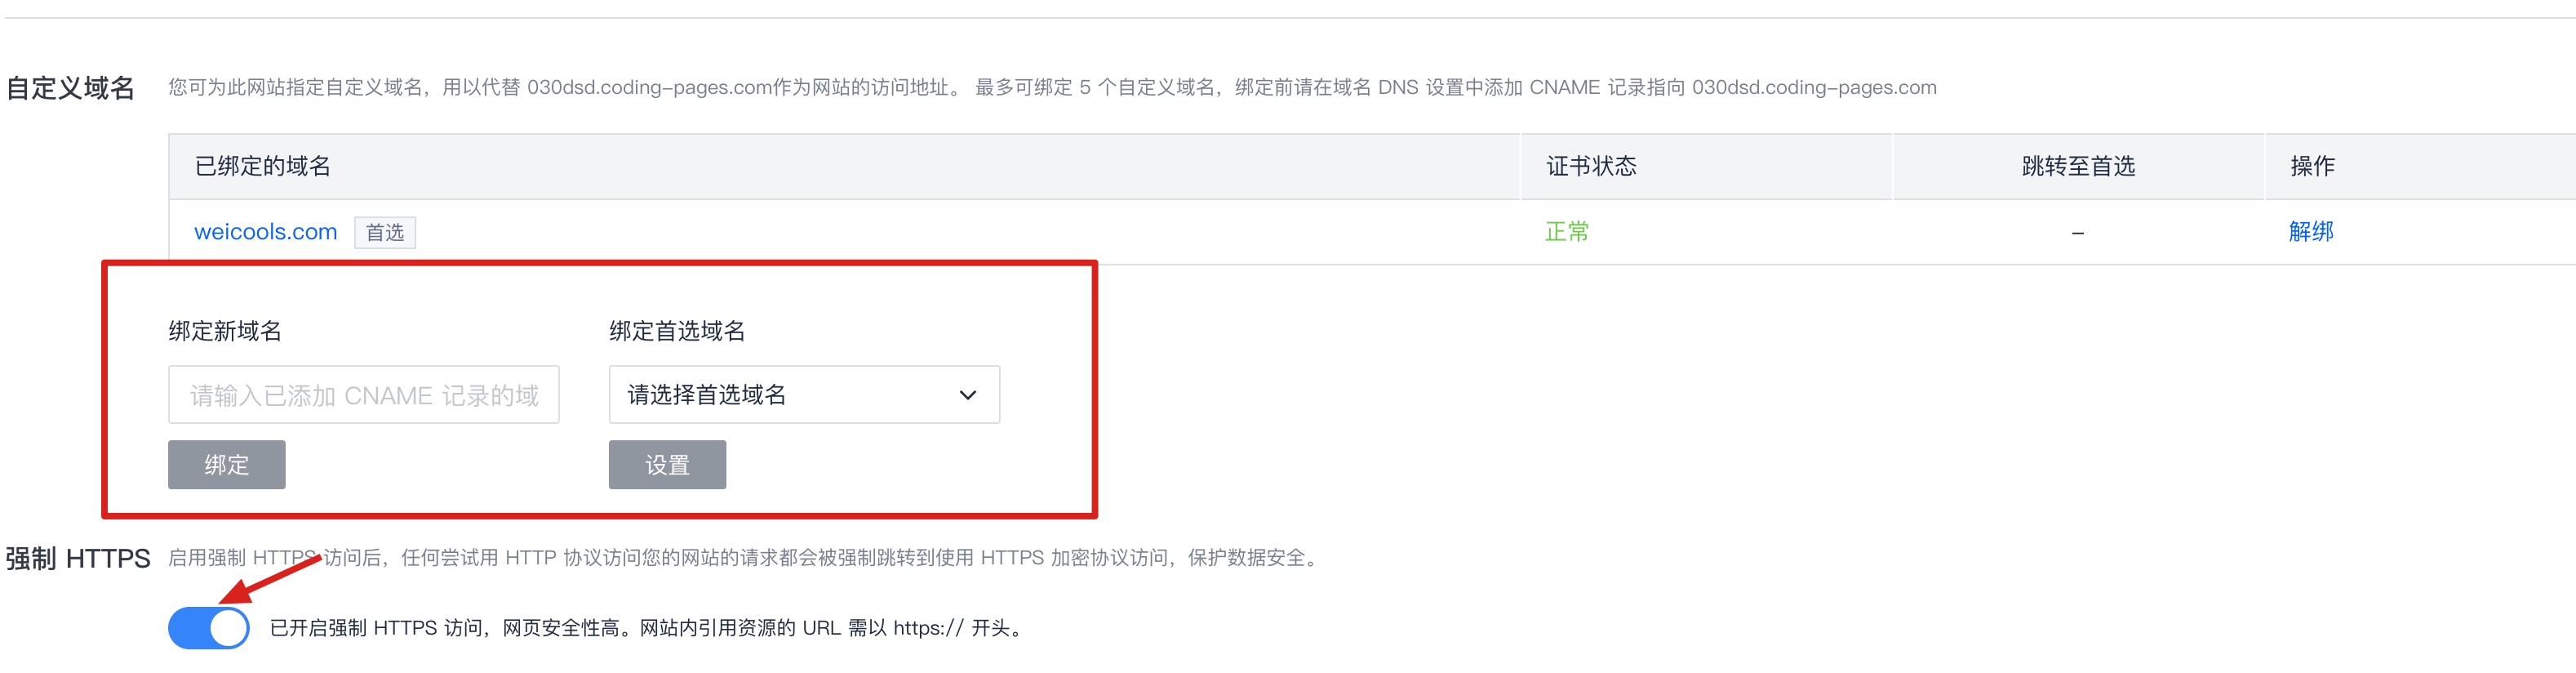 自定义域名 您可为此网站指定自定义域名，用以代替 030dsd.coding-pages.com作为网站的访问地址。 最多可绑定 5 个自定义域名，绑定前请在域名 DNS 设置中添加 CNAME 记录指向 030dsd.coding-pages.com
已绑定的域名 证书状态 跳转至首选 操作
weicools.com 首选 正常 – 解绑
绑定新域名 绑定首选域名
请输入已添加 CNAME 记录的域 请选择首选域名
绑定 设置
强制 HTTPS 启用强制 HTTPS 访问后，任何尝试用 HTTP 协议访问您的网站的请求都会被强制跳转到使用 HTTPS 加密协议访问，保护数据安全。
已开启强制 HTTPS 访问，网页安全性高。网站内引用资源的 URL 需以 https:// 开头。